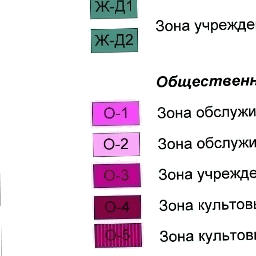 Ж-Д1
Зона учрежде
Ж-Д2
Общественн
О-1 Зона обслужи
О-2 Зона обслужи
О-3 Зона учрежде
О-4 Зона культовы
О-5 Зона культовы